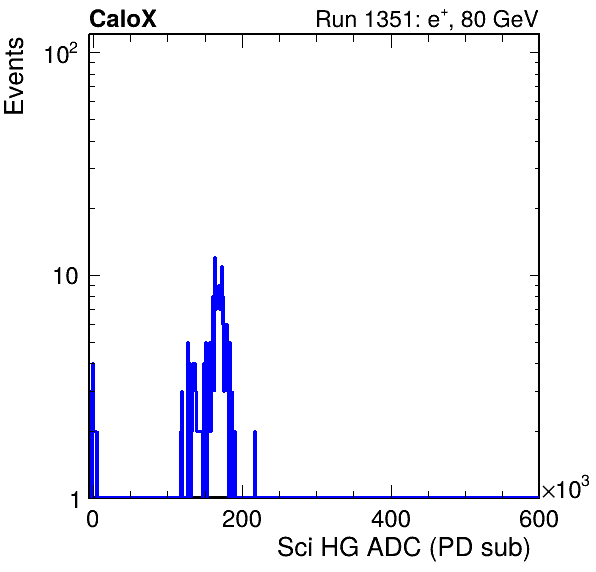 CaloX Run 1351: e⁺, 80 GeV
Events
10²
10
1
0 200 400 600
×10³
Sci HG ADC (PD sub)